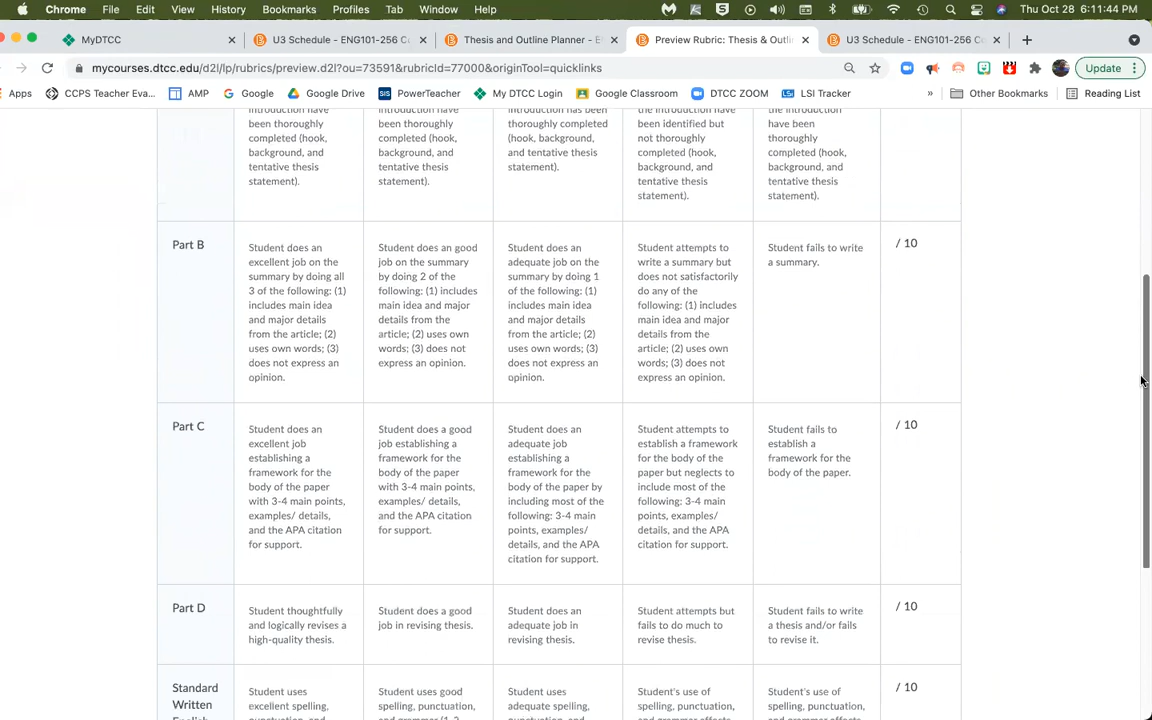 Chrome File Edit View History Bookmarks Profiles Tab Window Help Thu Oct 28 6:11:44 PM
MyDTCC U3 Schedule - ENG101-256 C Thesis and Outline Planner - E Preview Rubric: Thesis & Outli U3 Schedule - ENG101-256 C
mycourses.dtcc.edu/d2l/lp/rubrics/preview.d2l?ou=73591&rubricId=77000&originTool=quicklinks Update
Apps CCPS Teacher Eva... AMP Google Google Drive PowerTeacher My DTCC Login Google Classroom DTCC ZOOM LSI Tracker » Other Bookmarks Reading List
introduction have
been thoroughly
completed (hook,
background, and
tentative thesis
statement).
introduction have
been thoroughly
completed (hook,
background, and
tentative thesis
statement).
introduction has been
thoroughly completed
(hook, background,
and tentative thesis
statement).
the introduction have
been identified but
not thoroughly
completed (hook,
background, and
tentative thesis
statement).
the introduction
have been
thoroughly
completed (hook,
background, and
tentative thesis
statement).
Part B
Student does an
excellent job on the
summary by doing all
3 of the following: (1)
includes main idea
and major details
from the article; (2)
uses own words; (3)
does not express an
opinion.
Student does an good
job on the summary
by doing 2 of the
following: (1) includes
main idea and major
details from the
article; (2) uses own
words; (3) does not
express an opinion.
Student does an
adequate job on the
summary by doing 1
of the following: (1)
includes main idea
and major details
from the article; (2)
uses own words; (3)
does not express an
opinion.
Student attempts to
write a summary but
does not satisfactorily
do any of the
following: (1) includes
main idea and major
details from the
article; (2) uses own
words; (3) does not
express an opinion.
Student fails to write
a summary.
/ 10
Part C
Student does an
excellent job
establishing a
framework for the
body of the paper
with 3-4 main points,
examples/ details,
and the APA citation
for support.
Student does a good
job establishing a
framework for the
body of the paper
with 3-4 main points,
examples/ details,
and the APA citation
for support.
Student does an
adequate job
establishing a
framework for the
body of the paper by
including most of the
following: 3-4 main
points, examples/
details, and the APA
citation for support.
Student attempts to
establish a framework
for the body of the
paper but neglects to
include most of the
following: 3-4 main
points, examples/
details, and the APA
citation for support.
Student fails to
establish a
framework for the
body of the paper.
/ 10
Part D
Student thoughtfully
and logically revises a
high-quality thesis.
Student does a good
job in revising thesis.
Student does an
adequate job in
revising thesis.
Student attempts but
fails to do much to
revise thesis.
Student fails to write
a thesis and/or fails
to revise it.
/ 10
Standard
Written
English
Student uses
excellent spelling,
punctuation, and
Student uses good
spelling, punctuation,
and grammar (1-2
Student uses
adequate spelling,
punctuation, and
Student's use of
spelling, punctuation,
and grammar affects
Student's use of
spelling, punctuation,
and grammar affects
/ 10